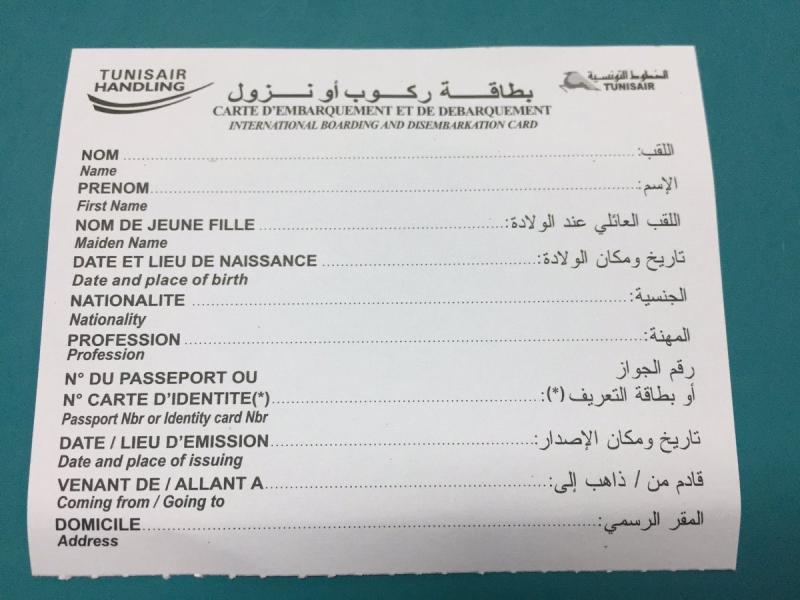 TUNISAIR
HANDLING
الخطوط التونسية
TUNISAIR
بطاقة ركوب أو نزول
CARTE D'EMBARQUEMENT ET DE DEBARQUEMENT
INTERNATIONAL BOARDING AND DISEMBARKATION CARD
NOM ........ اللقب:
Name
PRENOM ........ الإسم:
First Name
NOM DE JEUNE FILLE ........ اللقب العائلي عند الولادة:
Maiden Name
DATE ET LIEU DE NAISSANCE ........ تاريخ ومكان الولادة:
Date and place of birth
NATIONALITE ........ الجنسية:
Nationality
PROFESSION ........ المهنة:
Profession
N° DU PASSEPORT OU رقم الجواز
N° CARTE D'IDENTITE(*) ........ أو بطاقة التعريف (*):
Passport Nbr or Identity card Nbr
DATE / LIEU D'EMISSION ........ تاريخ ومكان الإصدار:
Date and place of issuing
VENANT DE / ALLANT A ........ قادم من / ذاهب إلى:
Coming from / Going to
DOMICILE ........ المقر الرسمي:
Address